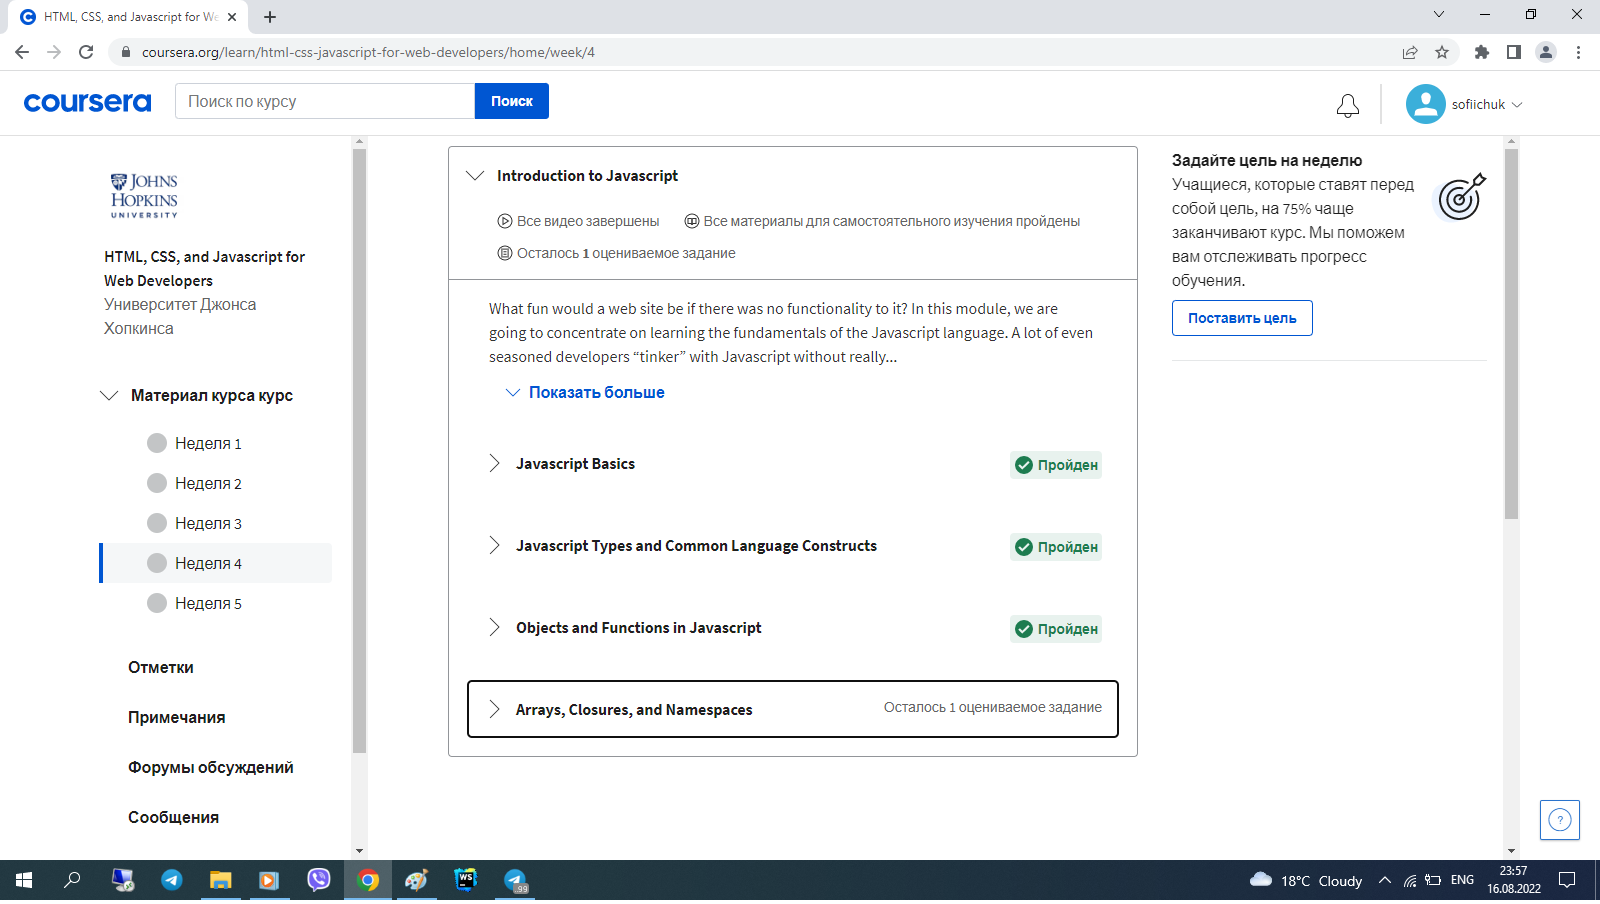 HTML, CSS, and Javascript for We
coursera.org/learn/html-css-javascript-for-web-developers/home/week/4
coursera
Поиск по курсу
Поиск
sofiichuk
JOHNS
HOPKINS
UNIVERSITY
HTML, CSS, and Javascript for
Web Developers
Университет Джонса
Хопкинса
Материал курса курс
Неделя 1
Неделя 2
Неделя 3
Неделя 4
Неделя 5
Отметки
Примечания
Форумы обсуждений
Сообщения
Introduction to Javascript
Все видео завершены
Все материалы для самостоятельного изучения пройдены
Осталось 1 оцениваемое задание
What fun would a web site be if there was no functionality to it? In this module, we are
going to concentrate on learning the fundamentals of the Javascript language. A lot of even
seasoned developers “tinker” with Javascript without really...
Показать больше
Javascript Basics
Пройден
Javascript Types and Common Language Constructs
Пройден
Objects and Functions in Javascript
Пройден
Arrays, Closures, and Namespaces
Осталось 1 оцениваемое задание
Задайте цель на неделю
Учащиеся, которые ставят перед
собой цель, на 75% чаще
заканчивают курс. Мы поможем
вам отслеживать прогресс
обучения.
Поставить цель
?
WS
99
18°C Cloudy
ENG
23:57
16.08.2022